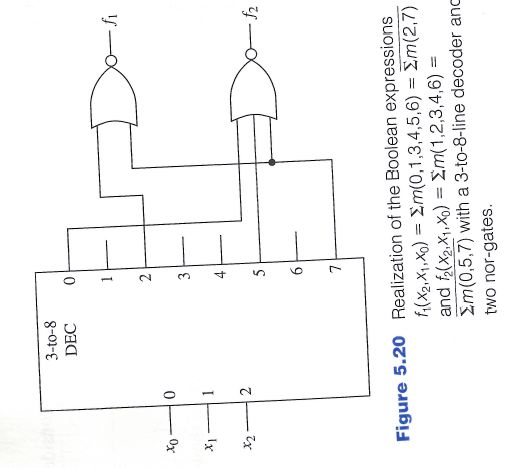 3-to-8
DEC
x₀
x₁
x₂
0
1
2
0
1
2
3
4
5
6
7
f₁
f₂
Figure 5.20 Realization of the Boolean expressions
f₁(x₂,x₁,x₀) = Σm(0,1,3,4,5,6) = Σm(2,7)
and f₂(x₂,x₁,x₀) = Σm(1,2,3,4,6) =
Σm(0,5,7) with a 3-to-8-line decoder and
two nor-gates.